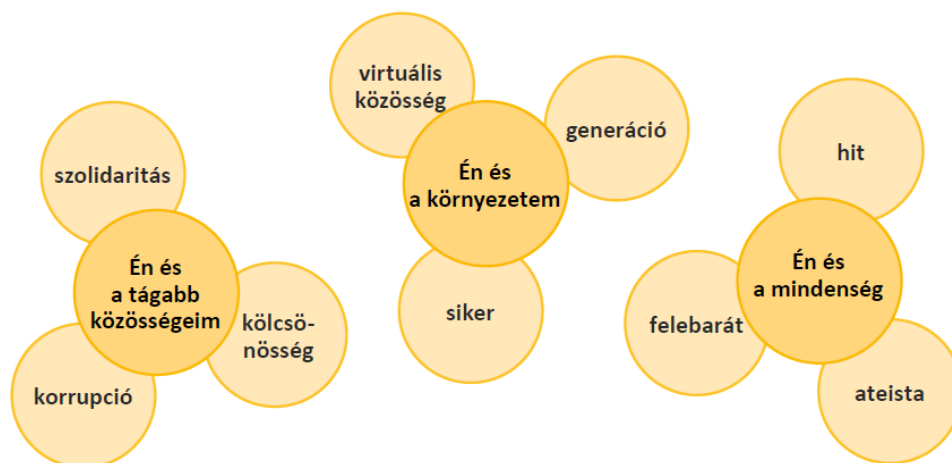 szolidaritás
Én és
a tágabb
közösségeim
kölcsö-
nösség
korrupció
virtuális
közösség
generáció
Én és
a környezetem
siker
hit
Én és
a mindenség
felebarát
ateista